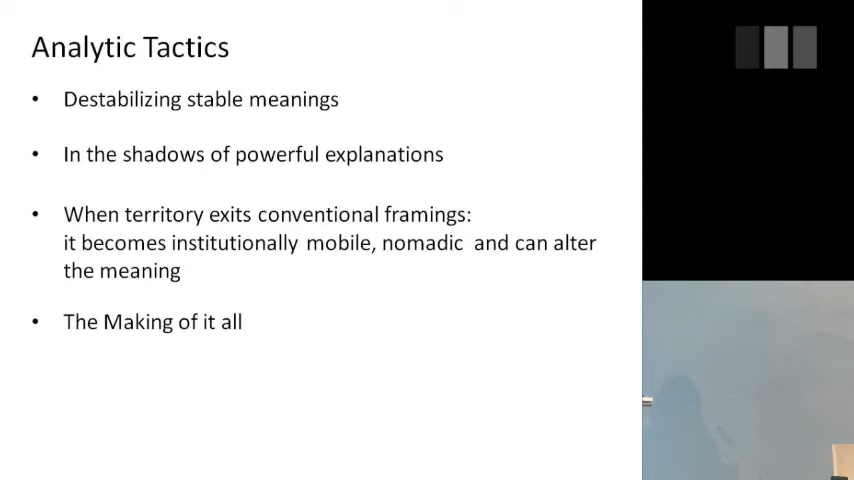 Analytic Tactics
• Destabilizing stable meanings
• In the shadows of powerful explanations
• When territory exits conventional framings:
it becomes institutionally mobile, nomadic and can alter
the meaning
• The Making of it all